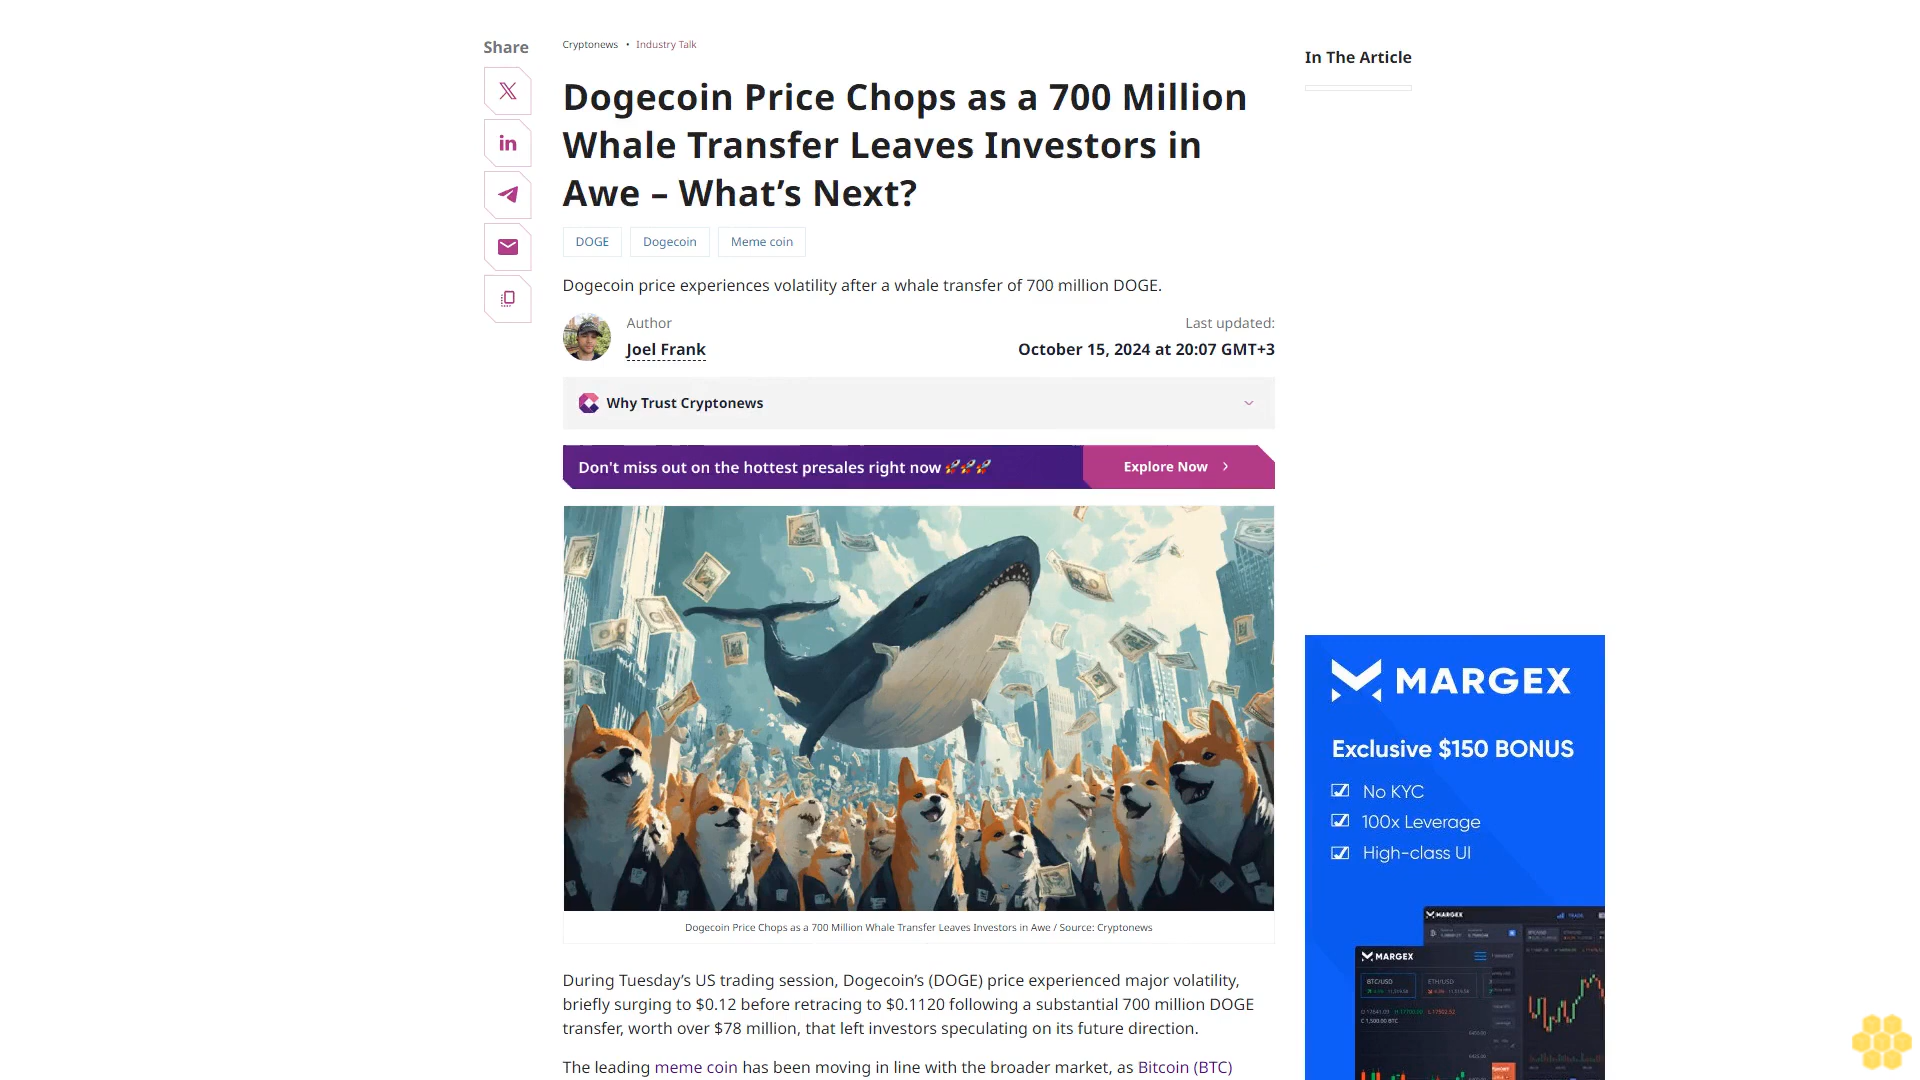 Share
Cryptonews • Industry Talk
Dogecoin Price Chops as a 700 Million
Whale Transfer Leaves Investors in
Awe – What’s Next?
DOGE Dogecoin Meme coin
Dogecoin price experiences volatility after a whale transfer of 700 million DOGE.
Author
Joel Frank
Last updated:
October 15, 2024 at 20:07 GMT+3
Why Trust Cryptonews
Don't miss out on the hottest presales right now 🚀🚀🚀
Explore Now
Dogecoin Price Chops as a 700 Million Whale Transfer Leaves Investors in Awe / Source: Cryptonews
During Tuesday’s US trading session, Dogecoin’s (DOGE) price experienced major volatility,
briefly surging to $0.12 before retracing to $0.1120 following a substantial 700 million DOGE
transfer, worth over $78 million, that left investors speculating on its future direction.
The leading meme coin has been moving in line with the broader market, as Bitcoin (BTC)
In The Article
MARGEX
Exclusive $150 BONUS
No KYC
100x Leverage
High-class UI
MARGEX
TRADE
MARGEX
BTC/USD
ETH/USD